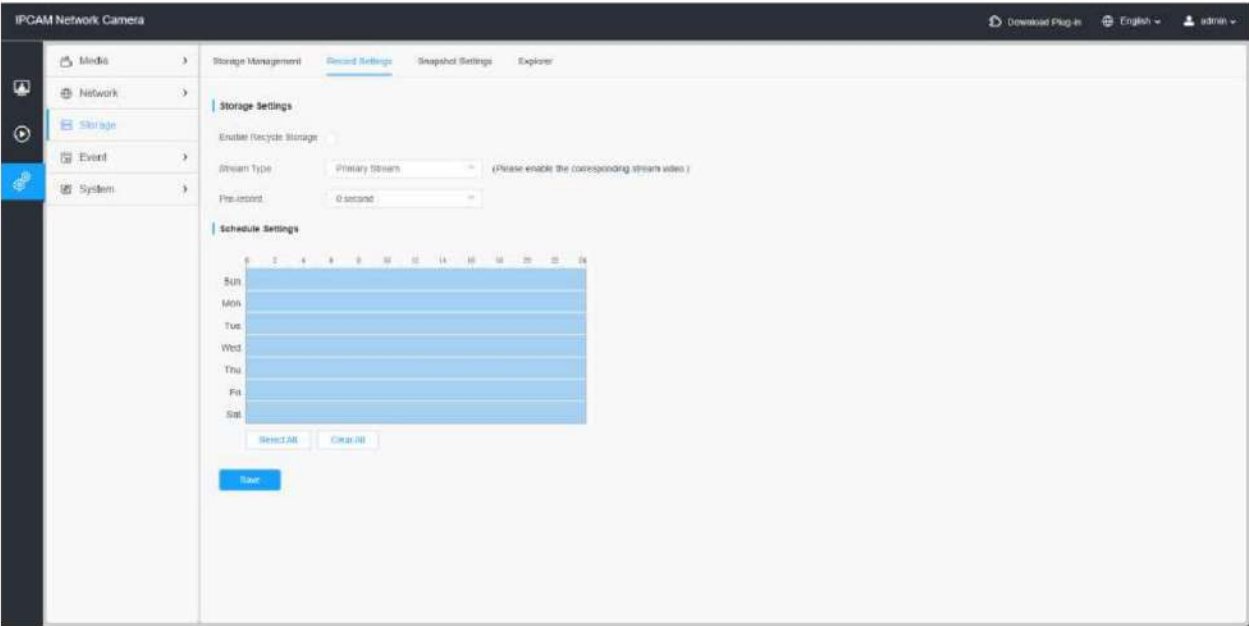 IPCAM Network Camera
Download Plug-in English admin
Media
Network
Storage
Event
System
Storage Management Record Settings Snapshot Settings Explorer
Storage Settings
Enable Recycle Storage
Stream Type Primary Stream (Please enable the corresponding stream video.)
Pre-record 0 second
Schedule Settings
0 2 4 6 8 10 12 14 16 18 20 22 24
Sun
Mon
Tue
Wed
Thu
Fri
Sat
Select All Clear All
Save